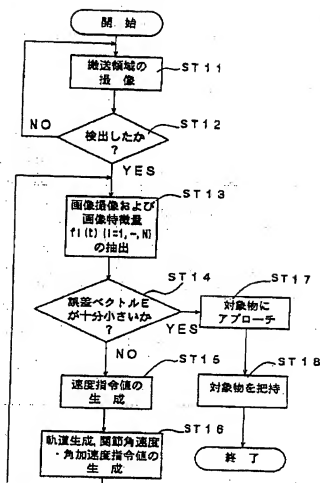 開始
搬送領域の
撮像
ST11
NO
検出したか
?
ST12
YES
画像撮像および
画像特徴量
fi(t) (i=1,-,N)
の抽出
ST13
誤差ベクトルE
が十分小さいか
?
ST14
YES
対象物に
アプローチ
ST17
NO
速度指令値の
生成
ST15
対象物を把持
ST18
軌道生成,関節角速度
・角加速度指令値の
生成
ST16
終了